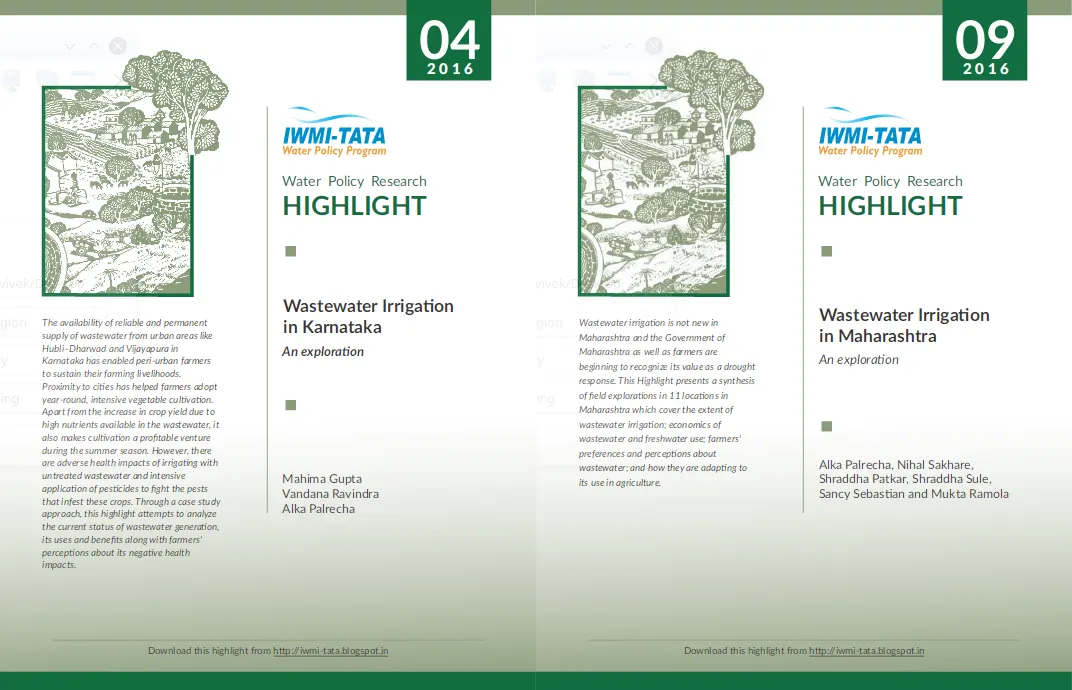 04
2016
IWMI-TATA
Water Policy Program
Water Policy Research
HIGHLIGHT
Wastewater Irrigation
in Karnataka
An exploration
The availability of reliable and permanent
supply of wastewater from urban areas like
Hubli-Dharwad and Vijayapura in
Karnataka has enabled peri-urban farmers
to sustain their farming livelihoods.
Proximity to cities has helped farmers adopt
year-round, intensive vegetable cultivation.
Apart from the increase in crop yield due to
high nutrients available in the wastewater, it
also makes cultivation a profitable venture
during the summer season. However, there
are adverse health impacts of irrigating with
untreated wastewater and intensive
application of pesticides to fight the pests
that infest these crops. Through a case study
approach, this highlight attempts to analyze
the current status of wastewater generation,
its uses and benefits along with farmers'
perceptions about its negative health
impacts.
Mahima Gupta
Vandana Ravindra
Alka Palrecha
Download this highlight from http://iwmi-tata.blogspot.in
09
2016
IWMI-TATA
Water Policy Program
Water Policy Research
HIGHLIGHT
Wastewater Irrigation
in Maharashtra
An exploration
Wastewater irrigation is not new in
Maharashtra and the Government of
Maharashtra as well as farmers are
beginning to recognize its value as a drought
response. This Highlight presents a synthesis
of field explorations in 11 locations in
Maharashtra which cover the extent of
wastewater irrigation; economics of
wastewater and freshwater use; farmers'
preferences and perceptions about
wastewater; and how they are adapting to
its use in agriculture.
Alka Palrecha, Nihal Sakhare,
Shraddha Patkar, Shraddha Sule,
Sancy Sebastian and Mukta Ramola
Download this highlight from http://iwmi-tata.blogspot.in